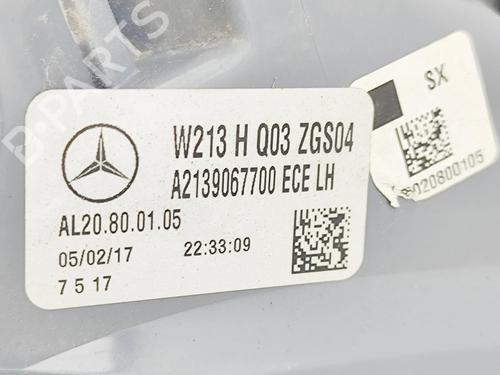 B-PARTS
W213 H Q03 ZGS04
A2139067700 ECE LH
AL20.80.01.05
05/02/17 22:33:09
7 5 17
SX
020800105